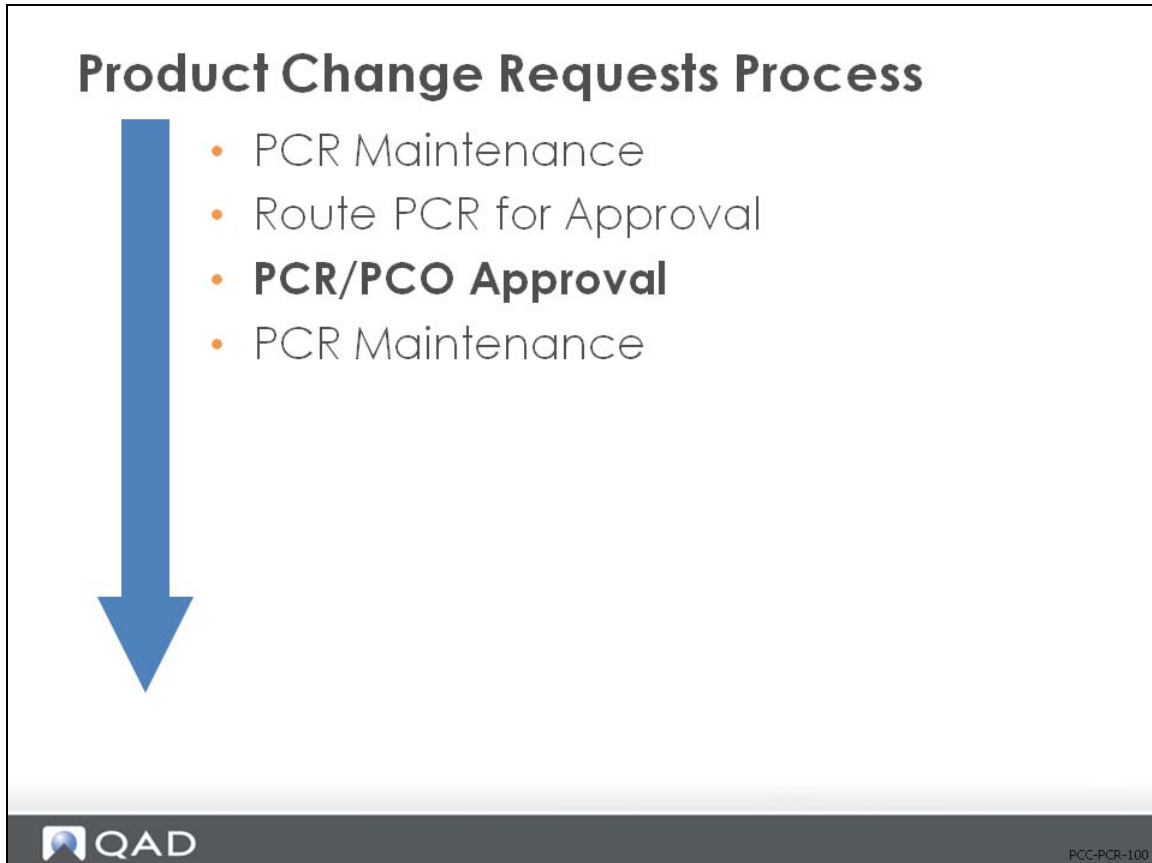 Product Change Requests Process
• PCR Maintenance
• Route PCR for Approval
• PCR/PCO Approval
• PCR Maintenance
QAD
PCC-PCR-100